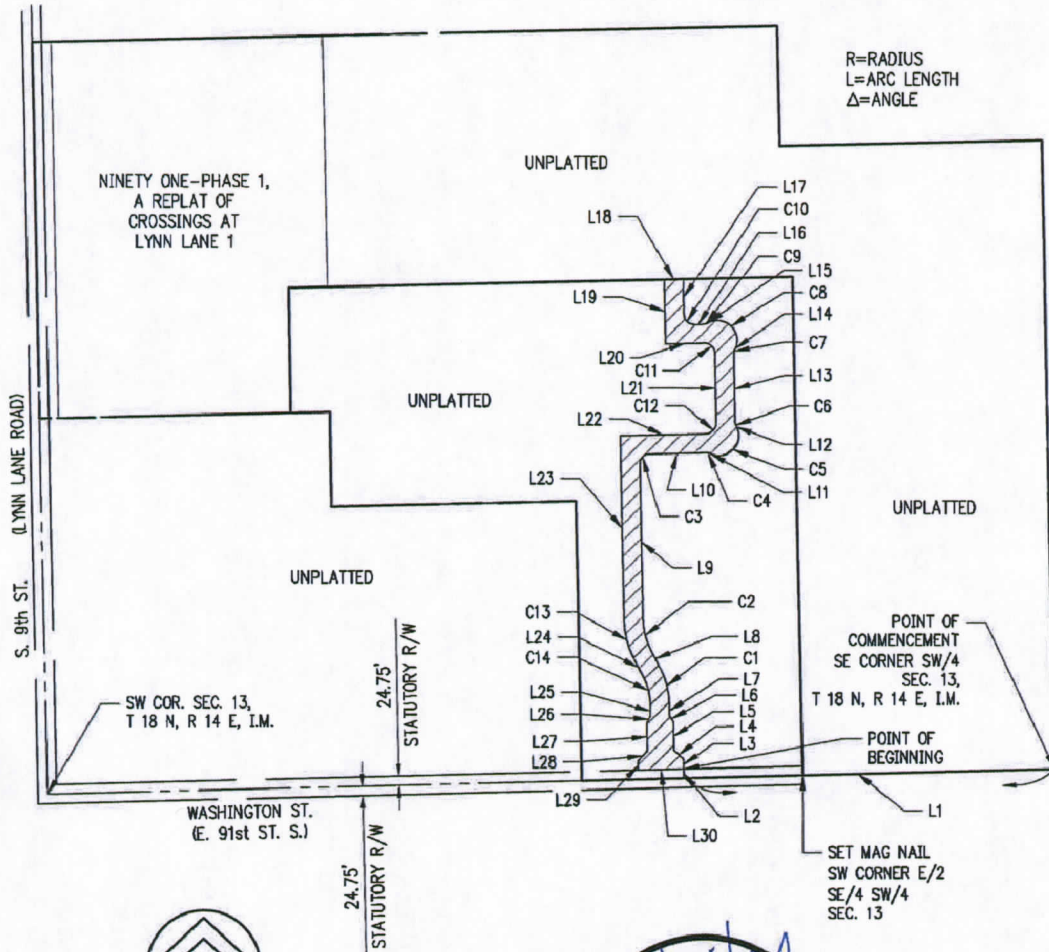 R=RADIUS
L=ARC LENGTH
Δ=ANGLE
UNPLATTED
NINETY ONE-PHASE 1,
A REPLAT OF
CROSSINGS AT
LYNN LANE 1
L17
C10
L16
C9
L15
C8
L14
C7
L18
L19
L20
C11
L21
C12
L22
L13
C6
L12
C5
L11
C4
L10
C3
UNPLATTED
L23
L9
UNPLATTED
UNPLATTED
S. 9th ST. (LYNN LANE ROAD)
C13
L24
C14
L25
L26
L27
L28
L29
C2
L8
C1
L7
L6
L5
L4
L3
POINT OF
COMMENCEMENT
SE CORNER SW/4
SEC. 13,
T 18 N, R 14 E, I.M.
POINT OF
BEGINNING
SW COR. SEC. 13,
T 18 N, R 14 E, I.M.
24.75'
STATUTORY R/W
WASHINGTON ST.
(E. 91st ST. S.)
L30
L2
L1
24.75'
STATUTORY R/W
SET MAG NAIL
SW CORNER E/2
SE/4 SW/4
SEC. 13